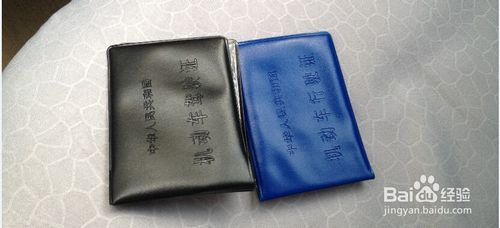 中华人民共和国
机动车驾驶证
中华人民共和国
机动车行驶证
Baidu 经验
jingyan.baidu.com